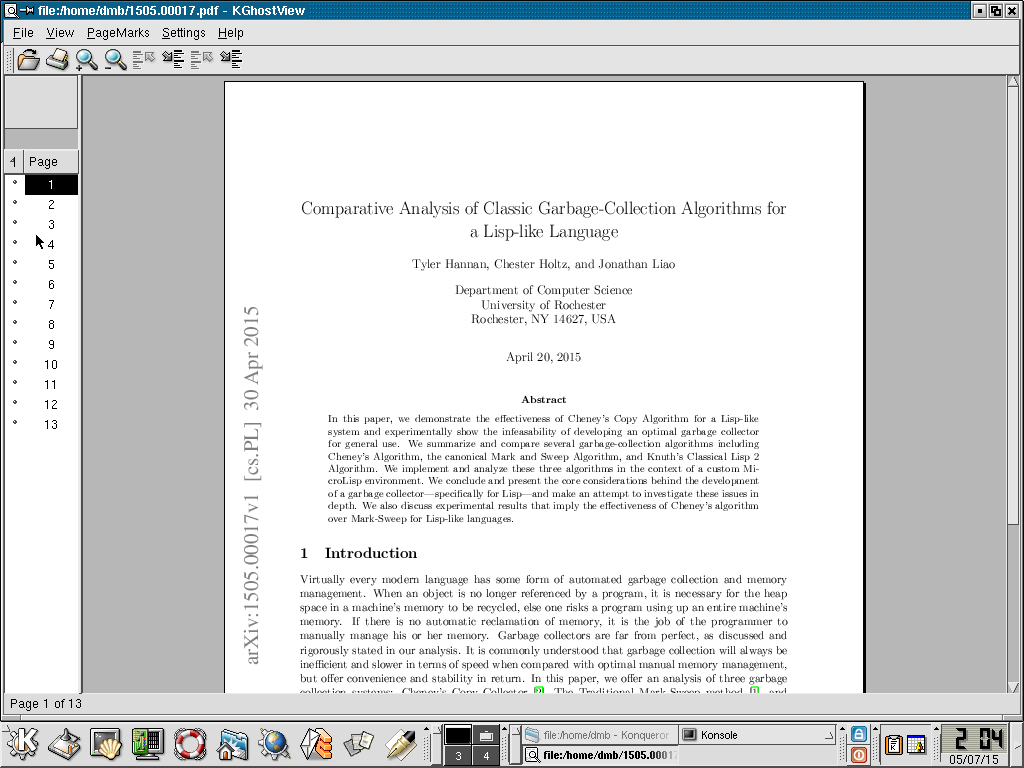 file:/home/dmb/1505.00017.pdf - KGhostView
File View PageMarks Settings Help
Page
1
2
3
4
5
6
7
8
9
10
11
12
13
Comparative Analysis of Classic Garbage-Collection Algorithms for
a Lisp-like Language
Tyler Hannan, Chester Holtz, and Jonathan Liao
Department of Computer Science
University of Rochester
Rochester, NY 14627, USA
April 20, 2015
arXiv:1505.00017v1 [cs.PL] 30 Apr 2015
Abstract
In this paper, we demonstrate the effectiveness of Cheney's Copy Algorithm for a Lisp-like
system and experimentally show the infeasability of developing an optimal garbage collector
for general use. We summarize and compare several garbage-collection algorithms including
Cheney's Algorithm, the canonical Mark and Sweep Algorithm, and Knuth's Classical Lisp 2
Algorithm. We implement and analyze these three algorithms in the context of a custom Mi-
croLisp environment. We conclude and present the core considerations behind the development
of a garbage collector—specifically for Lisp—and make an attempt to investigate these issues in
depth. We also discuss experimental results that imply the effectiveness of Cheney's algorithm
over Mark-Sweep for Lisp-like languages.
1 Introduction
Virtually every modern language has some form of automated garbage collection and memory
management. When an object is no longer referenced by a program, it is necessary for the heap
space in a machine's memory to be recycled, else one risks a program using up an entire machine's
memory. If there is no automatic reclamation of memory, it is the job of the programmer to
manually manage his or her memory. Garbage collectors are far from perfect, as discussed and
rigorously stated in our analysis. It is commonly understood that garbage collection will always be
inefficient and slower in terms of speed when compared with optimal manual memory management,
but offer convenience and stability in return. In this paper, we offer an analysis of three garbage
collection systems: Cheney's Copy Collector [2], The Traditional Mark-Sweep method [1], and
Page 1 of 13
3 4
file:/home/dmb - Konqueror
Konsole
file:/home/dmb/1505.0001
2 04
05/07/15